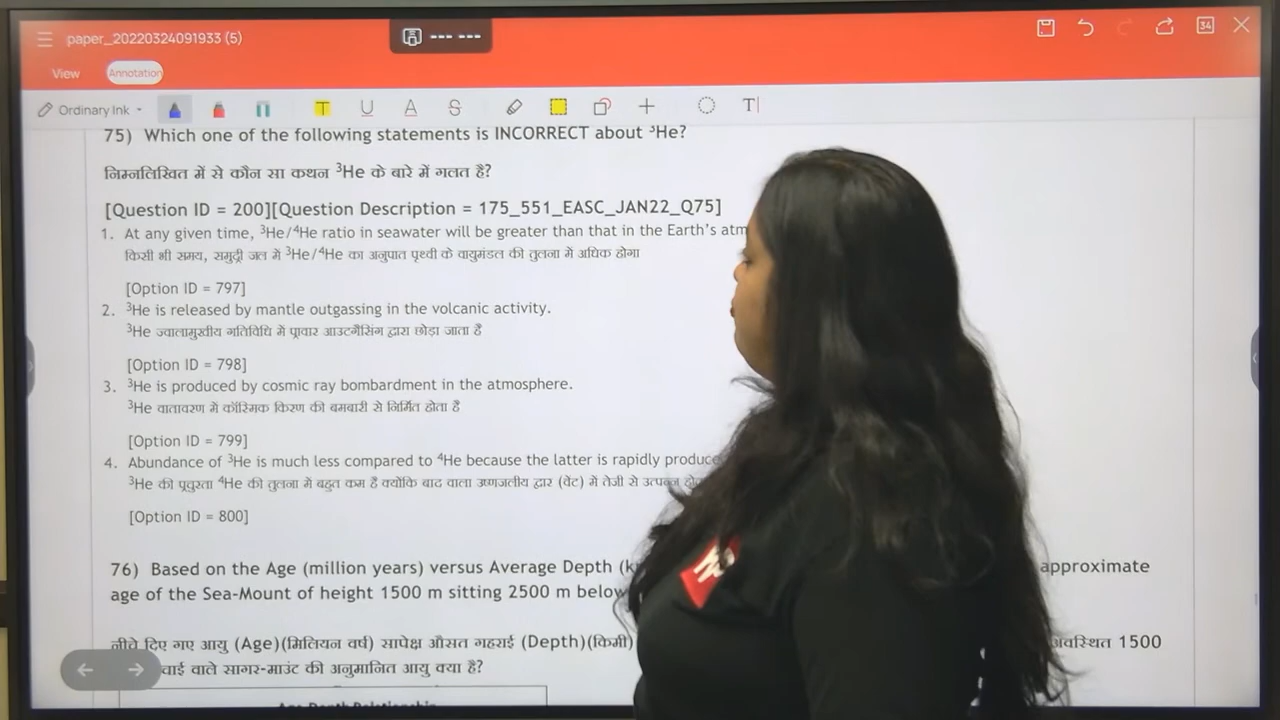 paper_20220324091933 (5)
--- ---
34
View
Annotation
Ordinary Ink
75) Which one of the following statements is INCORRECT about ³He?
निम्नलिखित में से कौन सा कथन ³He के बारे में गलत है?
[Question ID = 200][Question Description = 175_551_EASC_JAN22_Q75]
1. At any given time, ³He/⁴He ratio in seawater will be greater than that in the Earth's atm
किसी भी समय, समुद्री जल में ³He/⁴He का अनुपात पृथ्वी के वायुमंडल की तुलना में अधिक होगा
[Option ID = 797]
2. ³He is released by mantle outgassing in the volcanic activity.
³He ज्वालामुखीय गतिविधि में प्रावार आउटगैसिंग द्वारा छोड़ा जाता है
[Option ID = 798]
3. ³He is produced by cosmic ray bombardment in the atmosphere.
³He वातावरण में कॉस्मिक किरण की बमबारी से निर्मित होता है
[Option ID = 799]
4. Abundance of ³He is much less compared to ⁴He because the latter is rapidly produce
³He की प्रचुरता ⁴He की तुलना में बहुत कम है क्योंकि बाद वाला उष्णजलीय द्वार (वेंट) में तेजी से उत्पन्न
[Option ID = 800]
76) Based on the Age (million years) versus Average Depth (k approximate
age of the Sea-Mount of height 1500 m sitting 2500 m below
नीचे दिए गए आयु (Age)(मिलियन वर्ष) सापेक्ष औसत गहराई (Depth)(किमी) अवस्थित 1500
वाई वाले सागर-माउंट की अनुमानित आयु क्या है?